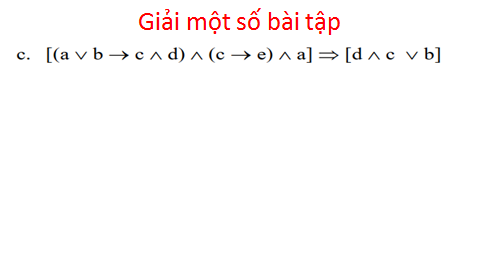 Giải một số bài tập
c. [(a ∨ b → c ∧ d) ∧ (c → e) ∧ a] ⇒ [d ∧ c ∨ b]